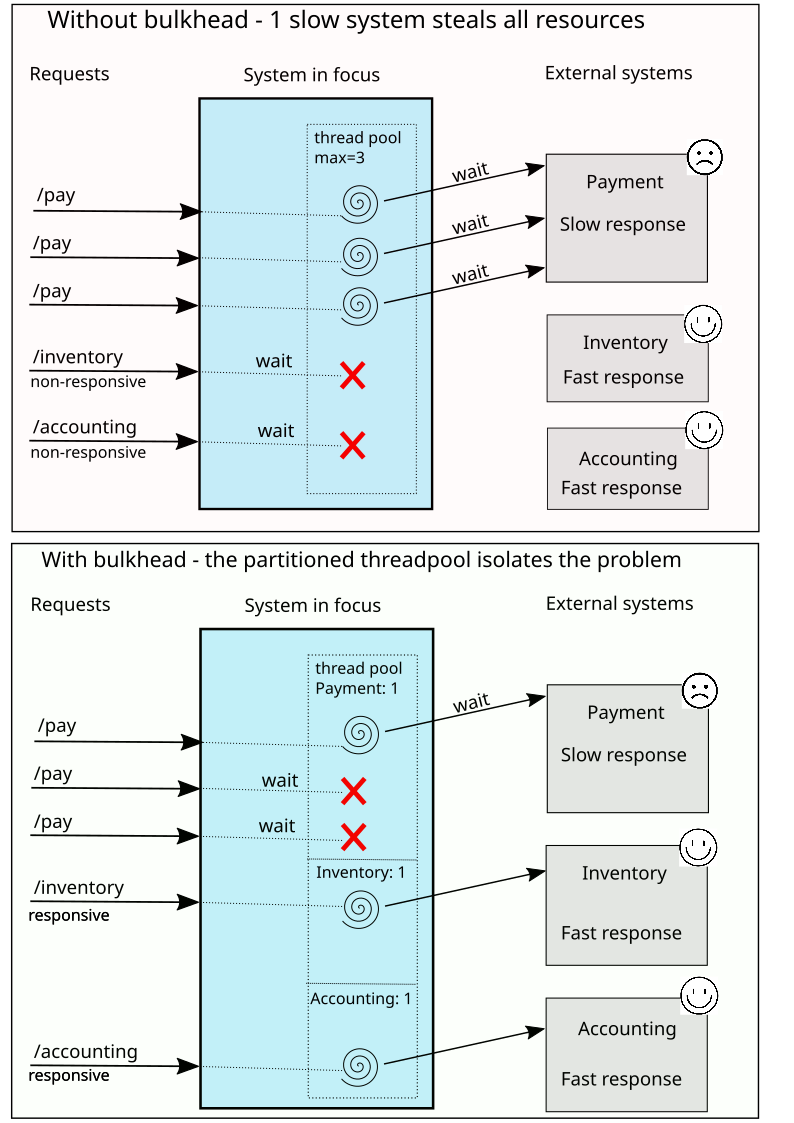 Without bulkhead - 1 slow system steals all resources
Requests
System in focus
External systems
thread pool
max=3
/pay
wait
Payment
Slow response
/pay
wait
/pay
wait
/inventory
non-responsive
wait
Inventory
Fast response
/accounting
non-responsive
wait
Accounting
Fast response
With bulkhead - the partitioned threadpool isolates the problem
Requests
System in focus
External systems
thread pool
Payment: 1
/pay
wait
Payment
Slow response
/pay
wait
/pay
wait
Inventory: 1
/inventory
responsive
Inventory
Fast response
Accounting: 1
/accounting
responsive
Accounting
Fast response